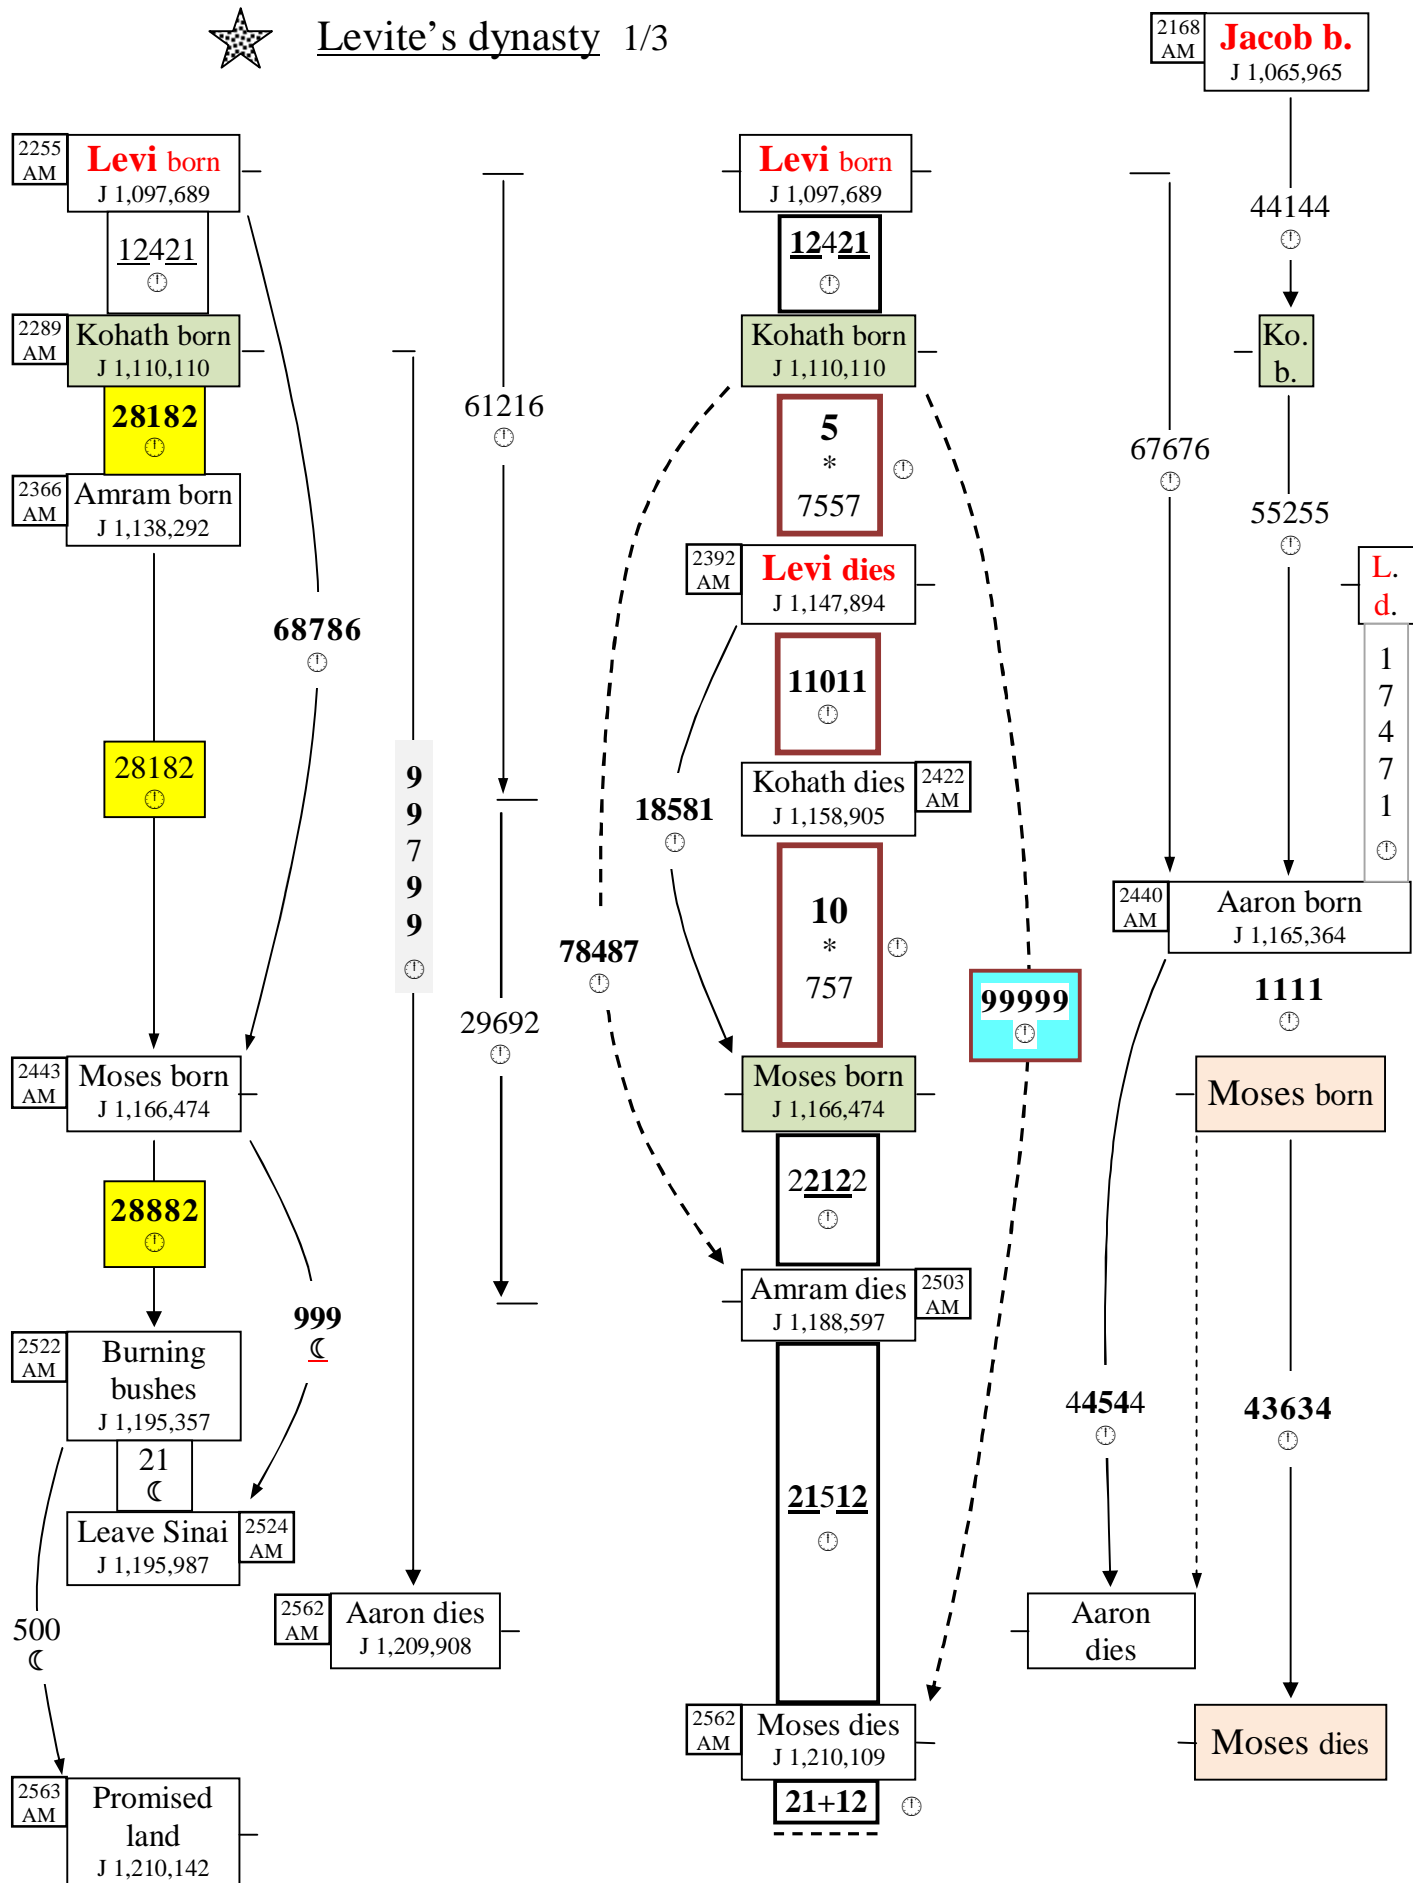 Levite’s dynasty 1/3
2168
AM
Jacob b.
J 1,065,965
2255
AM
Levi born
J 1,097,689
12421
2289
AM
Kohath born
J 1,110,110
28182
2366
AM
Amram born
J 1,138,292
68786
28182
2443
AM
Moses born
J 1,166,474
28882
999
2522
AM
Burning
bushes
J 1,195,357
21
Leave Sinai
J 1,195,987
2524
AM
500
2563
AM
Promised
land
J 1,210,142
9
9
7
9
9
2562
AM
Aaron dies
J 1,209,908
61216
29692
Levi born
J 1,097,689
12421
Kohath born
J 1,110,110
5
*
7557
2392
AM
Levi dies
J 1,147,894
11011
Kohath dies
J 1,158,905
2422
AM
18581
78487
10
*
757
99999
Moses born
J 1,166,474
22122
Amram dies
J 1,188,597
2503
AM
21512
2562
AM
Moses dies
J 1,210,109
21+12
44144
Ko.
b.
67676
55255
L.
d.
1
7
4
7
1
2440
AM
Aaron born
J 1,165,364
1111
Moses born
44544
43634
Aaron
dies
Moses dies